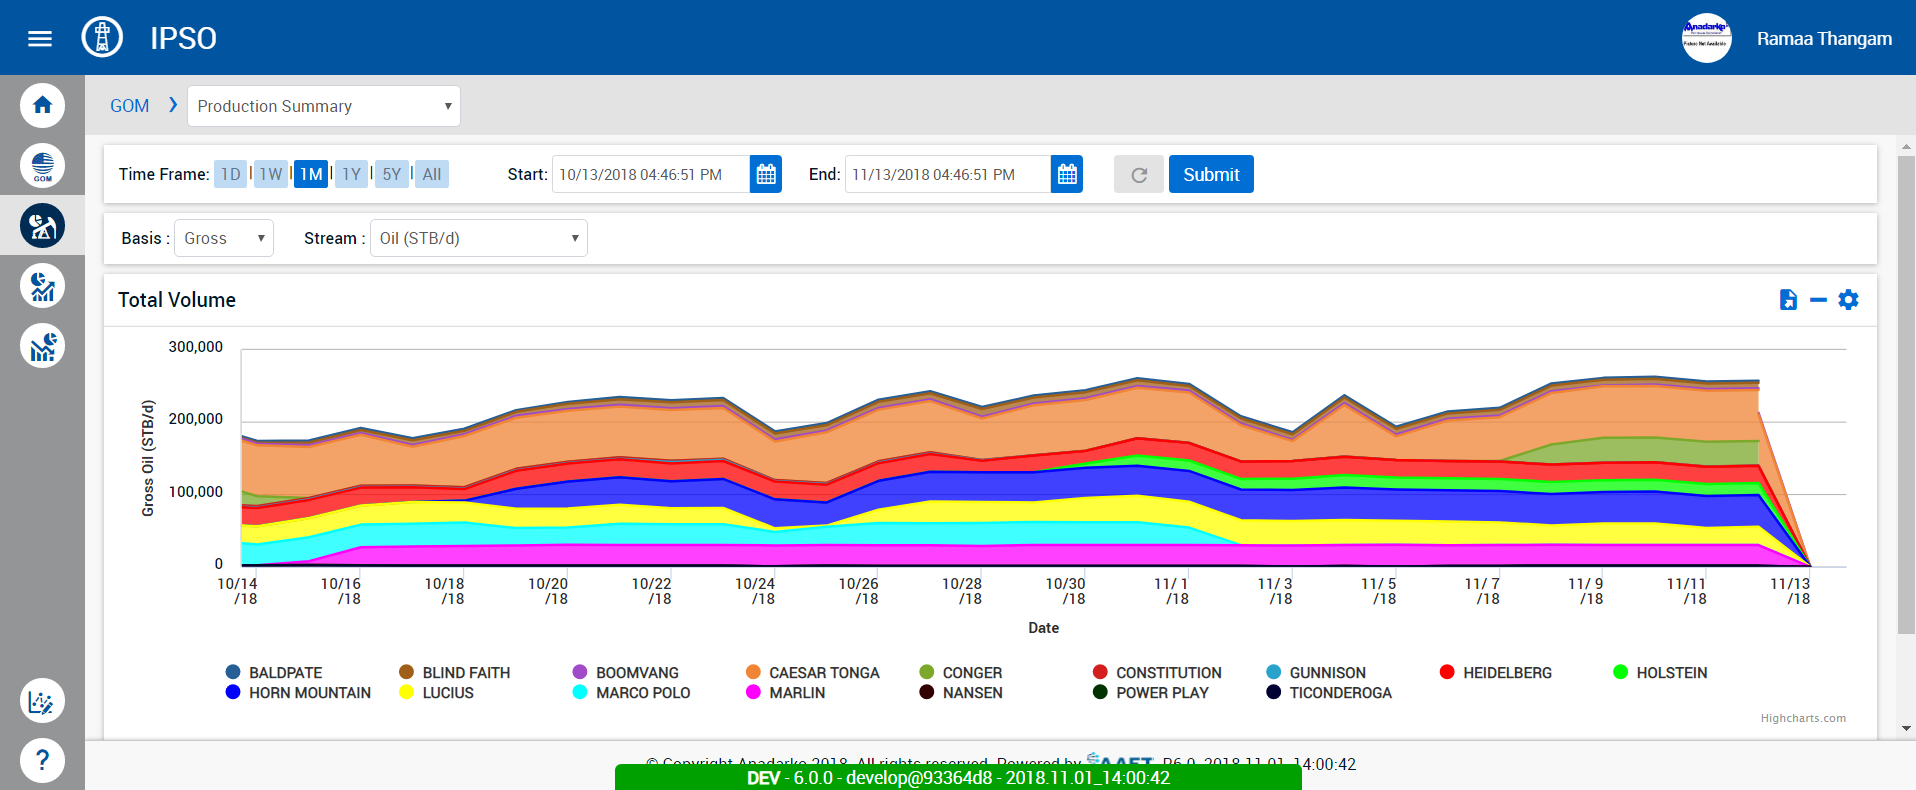 IPSO
Anadarko
Picture Not Available
Ramaa Thangam
GOM
GOM ❯ Production Summary
Time Frame: 1D | 1W | 1M | 1Y | 5Y | All Start: 10/13/2018 04:46:51 PM End: 11/13/2018 04:46:51 PM Submit
Basis : Gross Stream : Oil (STB/d)
Total Volume
Gross Oil (STB/d)
300,000
200,000
100,000
0
10/14 /18 10/16 /18 10/18 /18 10/20 /18 10/22 /18 10/24 /18 10/26 /18 10/28 /18 10/30 /18 11/ 1 /18 11/ 3 /18 11/ 5 /18 11/ 7 /18 11/ 9 /18 11/11 /18 11/13 /18
Date
BALDPATE BLIND FAITH BOOMVANG CAESAR TONGA CONGER CONSTITUTION GUNNISON HEIDELBERG HOLSTEIN
HORN MOUNTAIN LUCIUS MARCO POLO MARLIN NANSEN POWER PLAY TICONDEROGA
Highcharts.com
© Copyright Anadarko 2018. All rights reserved. Powered by R6.0 2018.11.01_14:00:42
DEV - 6.0.0 - develop@93364d8 - 2018.11.01_14:00:42
?